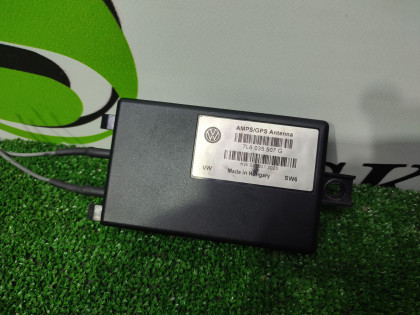 AMPS/GPS Antenna
7L6 035 507 G
VW Made in Hungary SW6